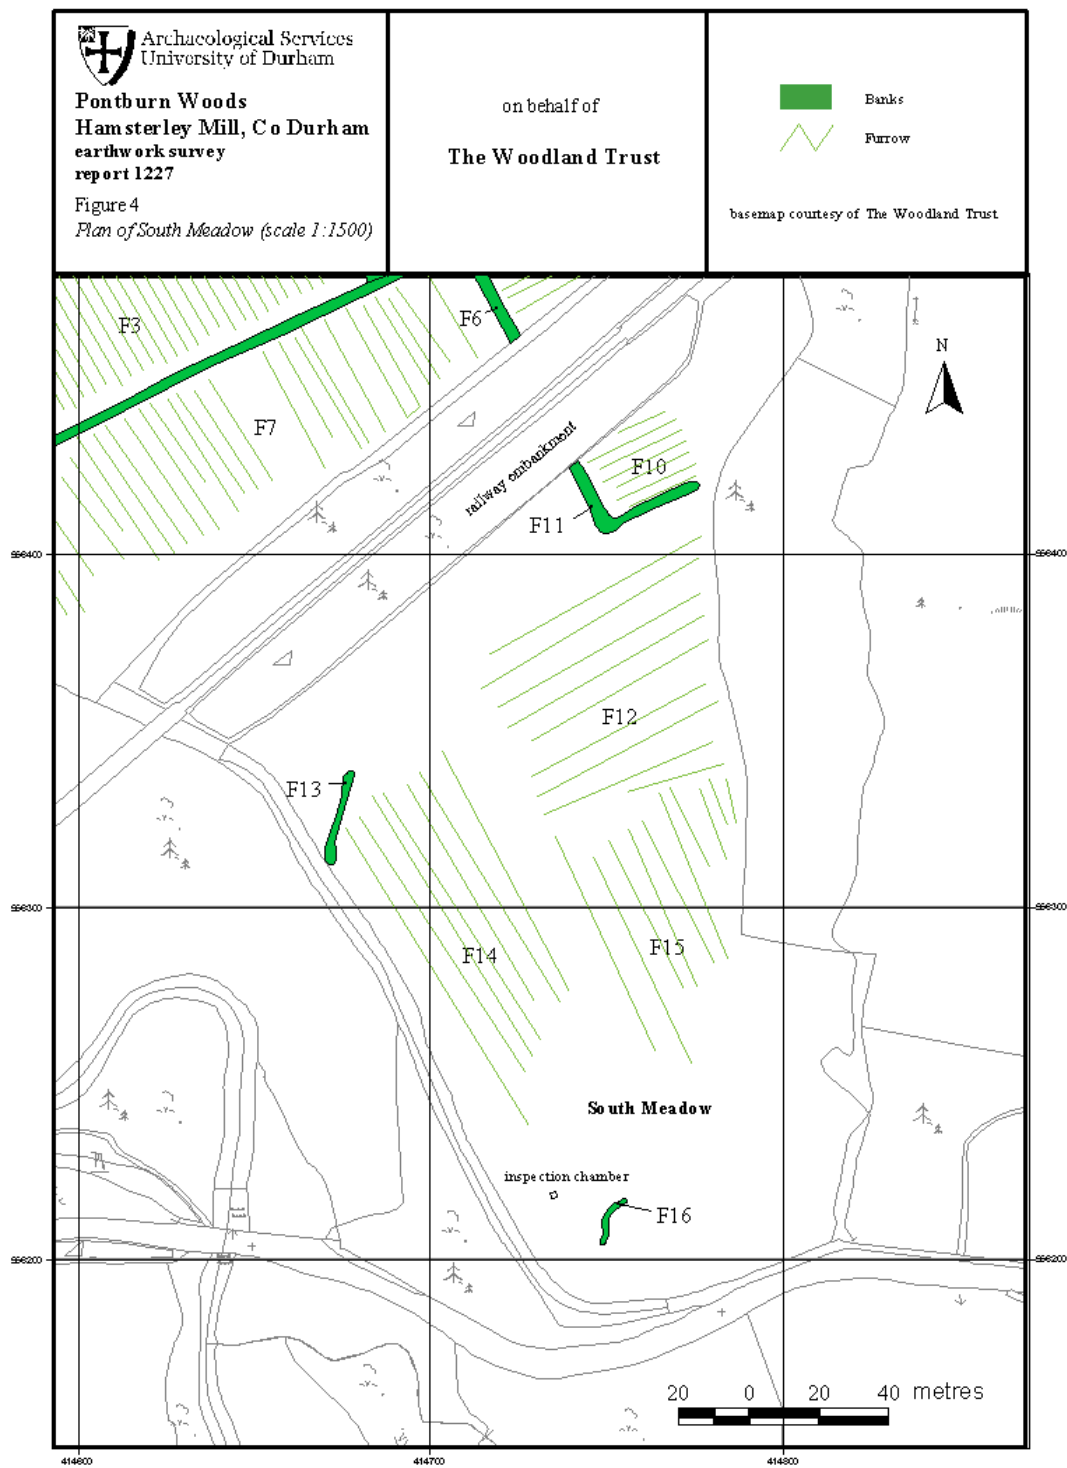 Archaeological Services
University of Durham
Pontburn Woods
Hamsterley Mill, Co Durham
earthwork survey
report 1227
Figure 4
Plan of South Meadow (scale 1:1500)
on behalf of
The Woodland Trust
Banks
Furrow
basemap courtesy of The Woodland Trust
F3
F6
N
F7
railway embankment
F10
F11
F12
F13
F14
F15
South Meadow
inspection chamber
F16
20 0 20 40 metres
414600 414700 414800